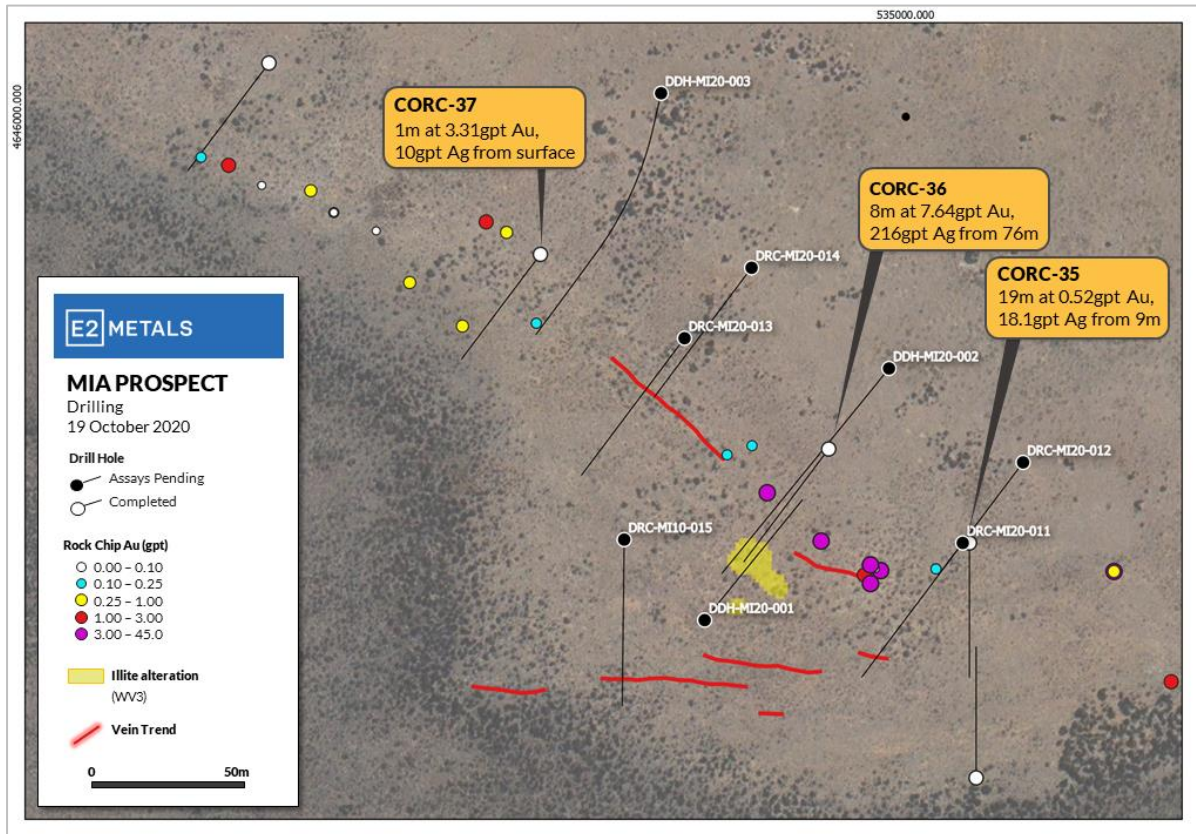 535000.000
4646000.000
DDH-MI20-003
CORC-37
1m at 3.31gpt Au,
10gpt Ag from surface
CORC-36
8m at 7.64gpt Au,
216gpt Ag from 76m
DRC-MI20-014
CORC-35
19m at 0.52gpt Au,
18.1gpt Ag from 9m
DRC-MI20-013
DDH-MI20-002
DRC-MI20-012
DRC-MI10-015
DRC-MI20-011
DDH-MI20-001
E2 METALS
MIA PROSPECT
Drilling
19 October 2020
Drill Hole
Assays Pending
Completed
Rock Chip Au (gpt)
0.00 – 0.10
0.10 – 0.25
0.25 – 1.00
1.00 – 3.00
3.00 – 45.0
Illite alteration
(WV3)
Vein Trend
0 50m